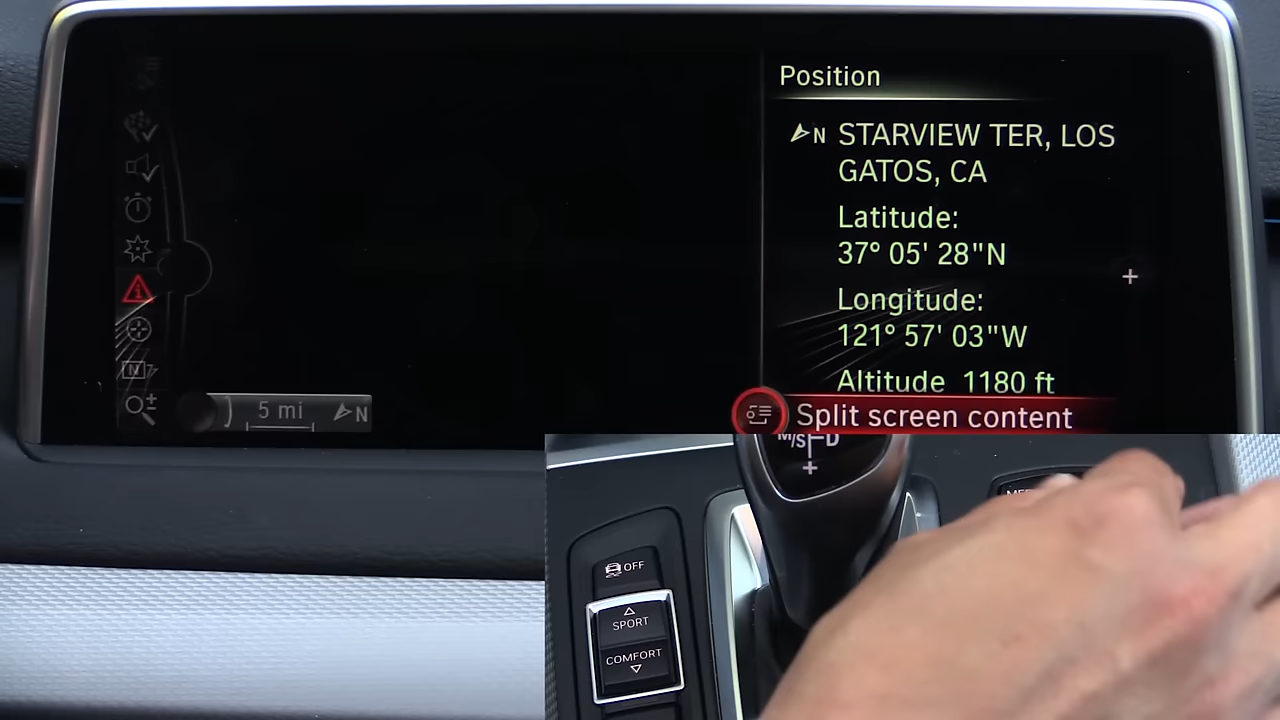 Position
N STARVIEW TER, LOS
GATOS, CA
Latitude:
37° 05' 28"N
Longitude:
121° 57' 03"W
Altitude 1180 ft
Split screen content
N
5 mi N
M/S D
+
OFF
SPORT
COMFORT